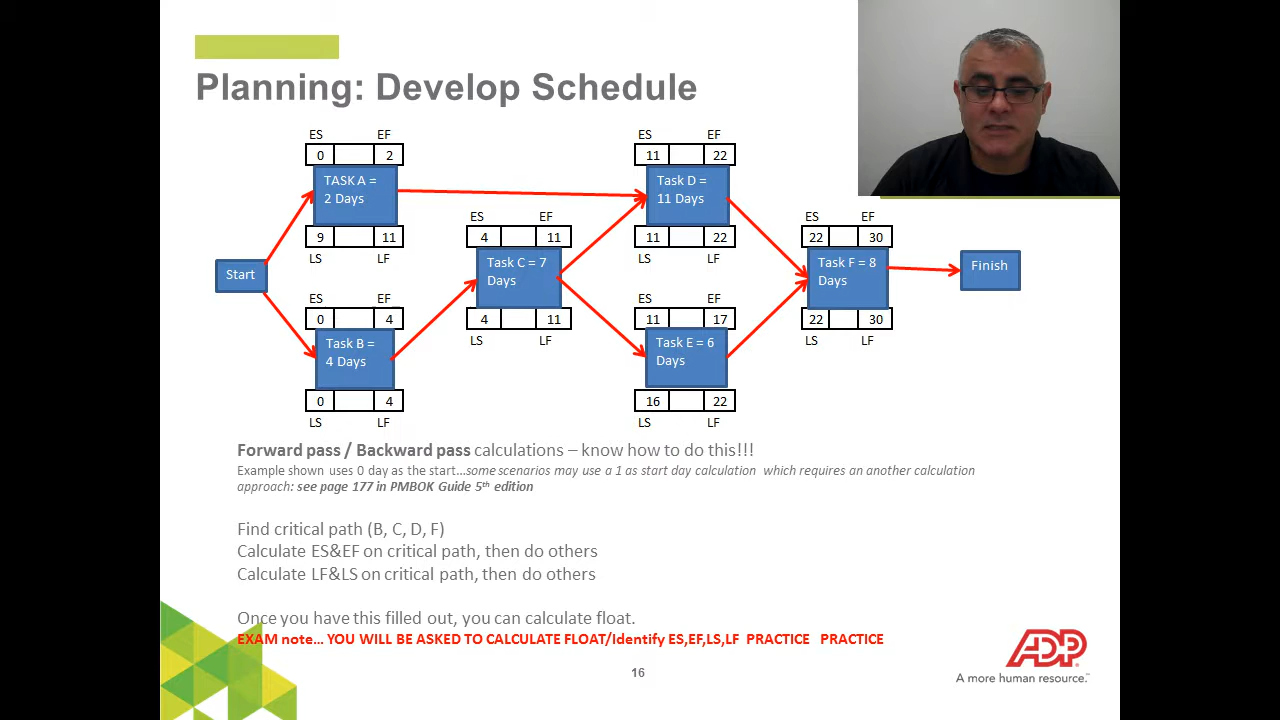 Planning: Develop Schedule
ES EF
0 2
TASK A =
2 Days
9 11
LS LF
ES EF
11 22
Task D =
11 Days
11 22
LS LF
ES EF
4 11
Task C = 7
Days
4 11
LS LF
ES EF
22 30
Task F = 8
Days
22 30
LS LF
Start
Finish
ES EF
0 4
Task B =
4 Days
0 4
LS LF
ES EF
11 17
Task E = 6
Days
16 22
LS LF
Forward pass / Backward pass calculations – know how to do this!!!
Example shown uses 0 day as the start…some scenarios may use a 1 as start day calculation which requires an another calculation
approach: see page 177 in PMBOK Guide 5th edition
Find critical path (B, C, D, F)
Calculate ES&EF on critical path, then do others
Calculate LF&LS on critical path, then do others
Once you have this filled out, you can calculate float.
EXAM note… YOU WILL BE ASKED TO CALCULATE FLOAT/Identify ES,EF,LS,LF PRACTICE PRACTICE
16
ADP
A more human resource.